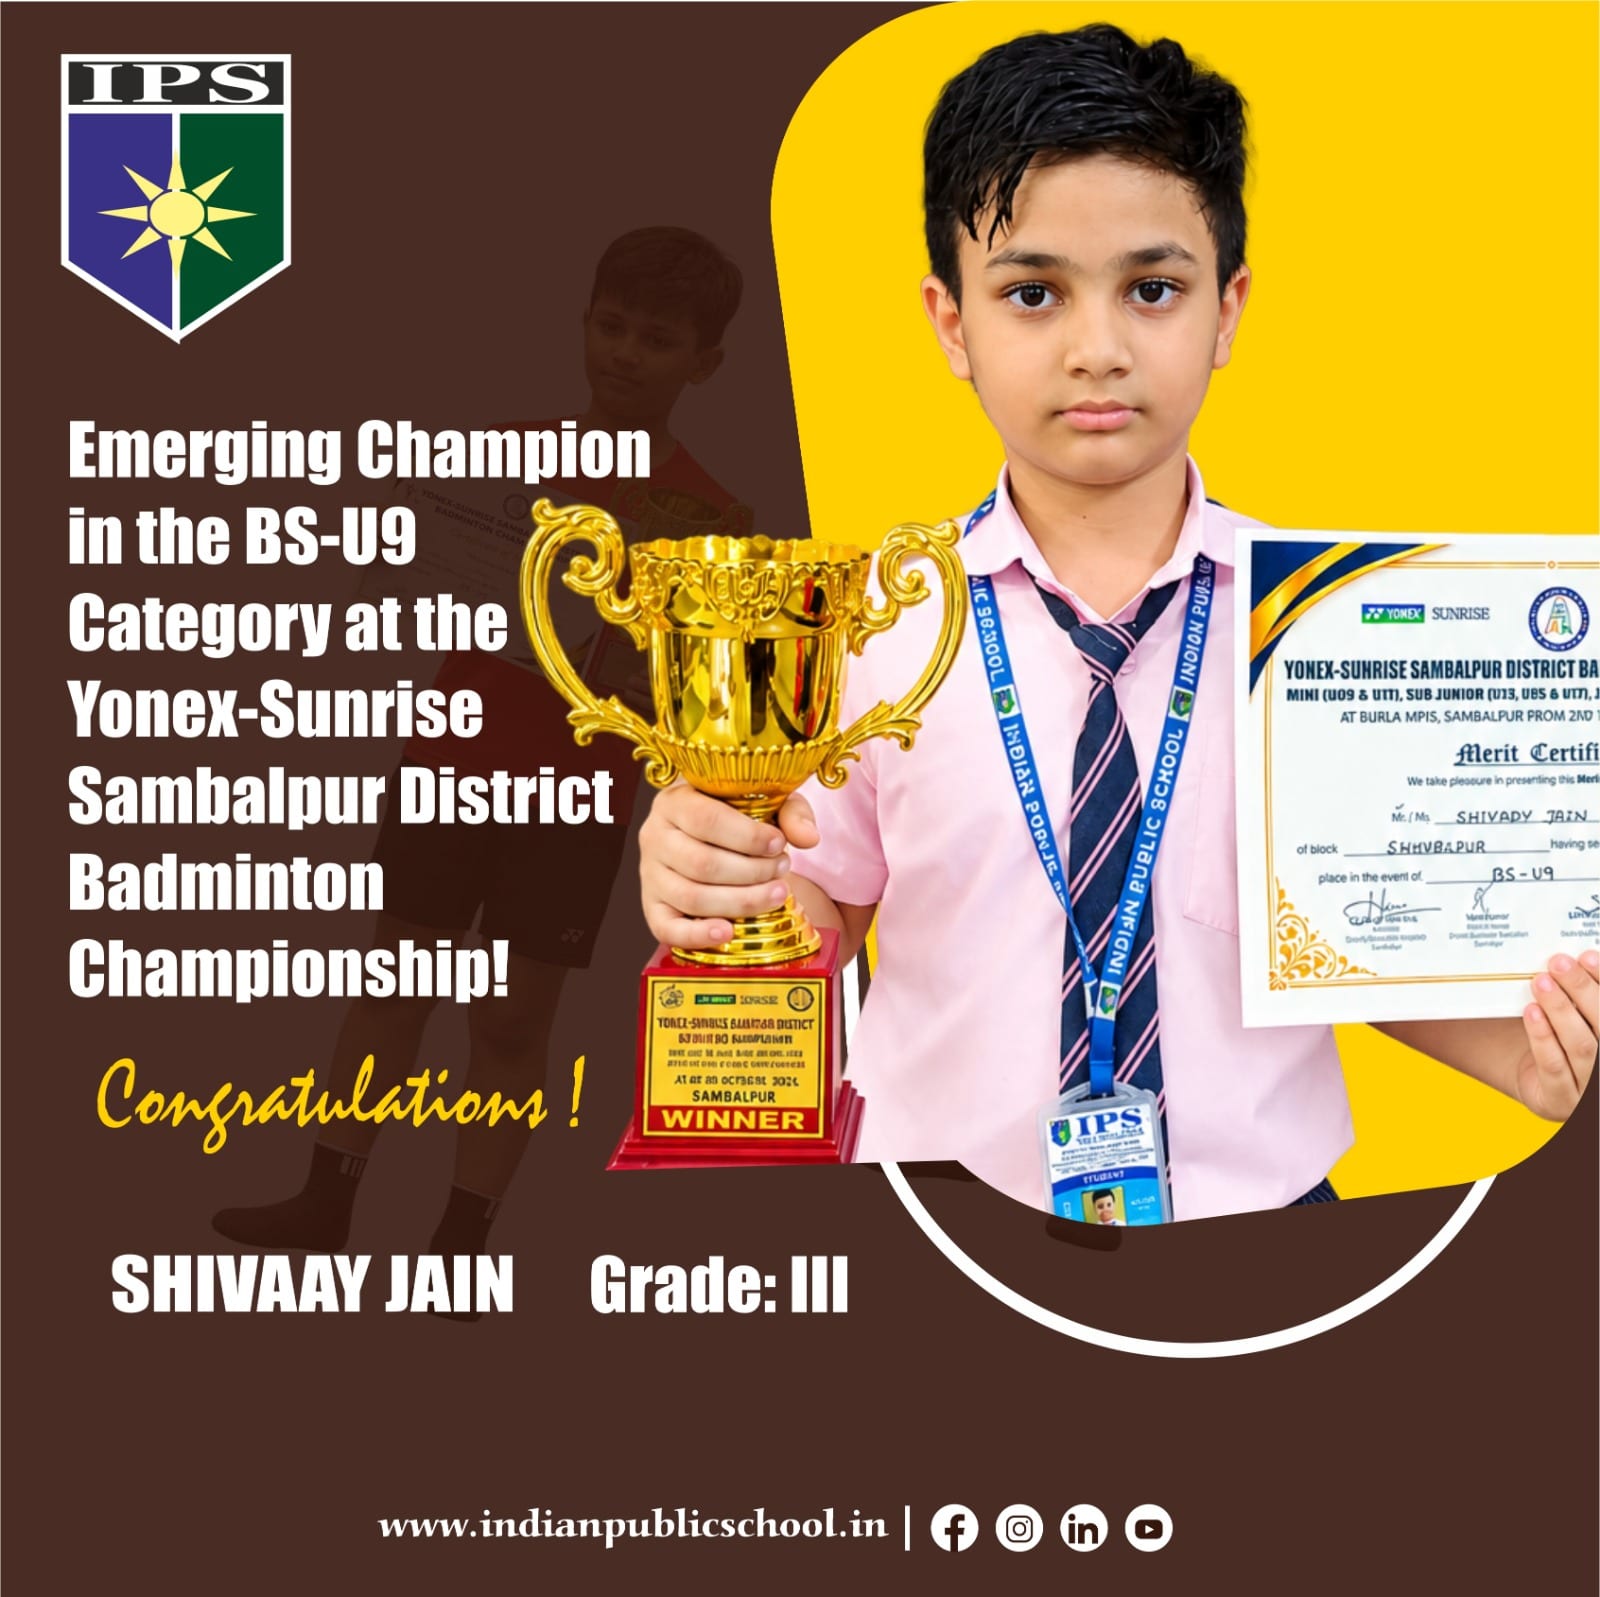 IPS
Emerging Champion
in the BS-U9
Category at the
Yonex-Sunrise
Sambalpur District
Badminton
Championship!
Congratulations !
SHIVAAY JAIN
Grade: III
SAMBALPUR
WINNER
INDIAN PUBLIC SCHOOL
IPS
STUDENT
YONEX SUNRISE
YONEX-SUNRISE SAMBALPUR DISTRICT BA
MINI (U09 & U11), SUB JUNIOR (U13, UBS & U17), J
AT BURLA MPIS, SAMBALPUR PROM 2ND
Merit Certifi
We take pleasure in presenting this Meri
Mr. / Ms. SHIVADY JAIN
of block SHHVBAPUR having se
place in the event of. BS-U9
www.indianpublicschool.in